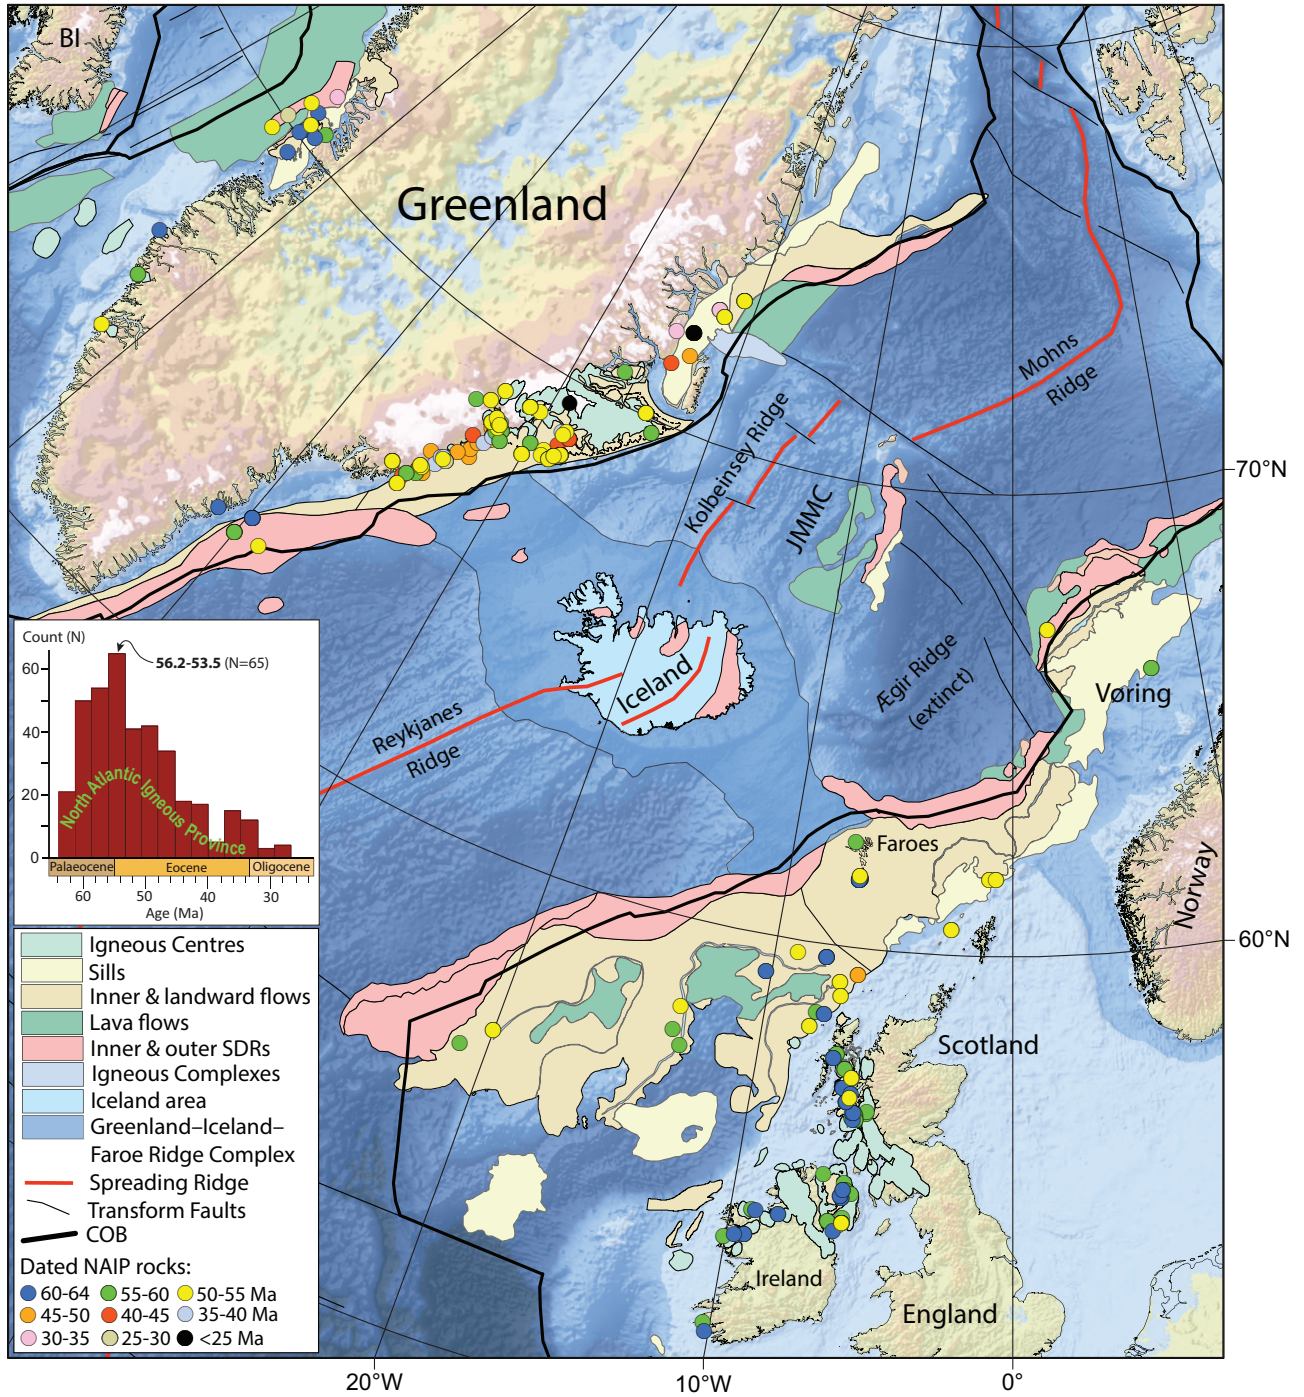 BI
Greenland
Mohns
Ridge
Kolbeinsey Ridge
JMMC
70°N
Iceland
Reykjanes
Ridge
Ægir Ridge
(extinct)
Vøring
Faroes
Norway
60°N
Scotland
Ireland
England
20°W
10°W
0°
Count (N)
56.2-53.5 (N=65)
60
40
20
0
North Atlantic Igneous Province
Palaeocene
Eocene
Oligocene
60
50
40
30
Age (Ma)
Igneous Centres
Sills
Inner & landward flows
Lava flows
Inner & outer SDRs
Igneous Complexes
Iceland area
Greenland–Iceland–
Faroe Ridge Complex
Spreading Ridge
Transform Faults
COB
Dated NAIP rocks:
60-64 55-60 50-55 Ma
45-50 40-45 35-40 Ma
30-35 25-30 <25 Ma